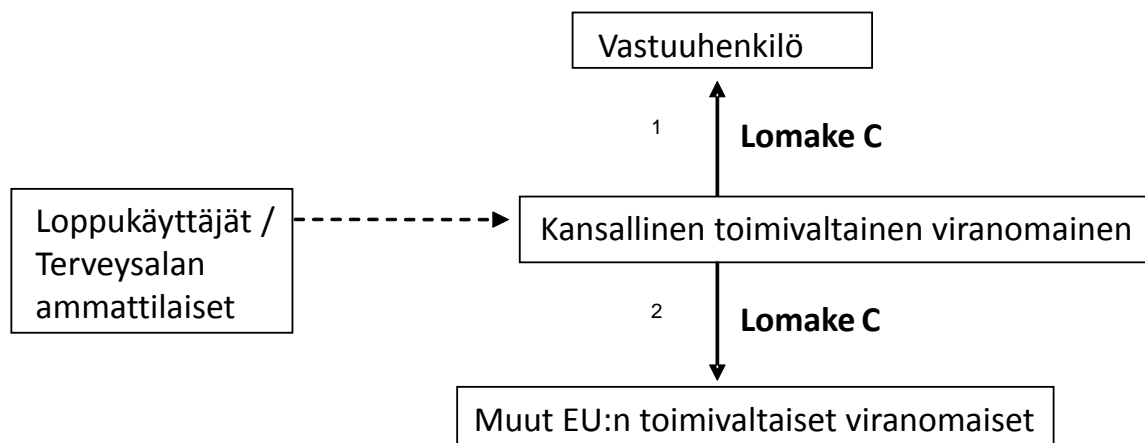 Vastuuhenkilö
1
Lomake C
Loppukäyttäjät /
Terveysalan
ammattilaiset
Kansallinen toimivaltainen viranomainen
2
Lomake C
Muut EU:n toimivaltaiset viranomaiset